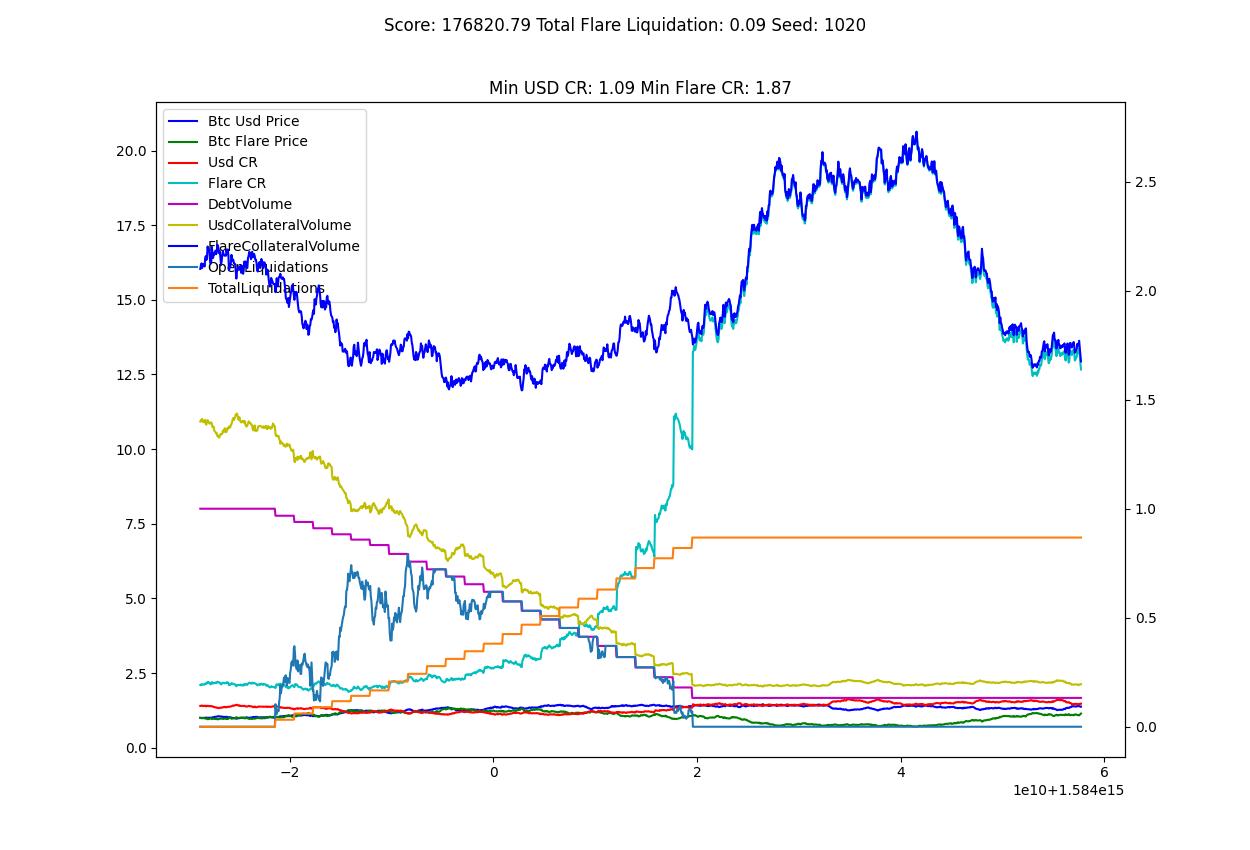 Score: 176820.79 Total Flare Liquidation: 0.09 Seed: 1020
Min USD CR: 1.09 Min Flare CR: 1.87
Btc Usd Price
Btc Flare Price
Usd CR
Flare CR
DebtVolume
UsdCollateralVolume
FlareCollateralVolume
OpenLiquidations
TotalLiquidations
20.0
17.5
15.0
12.5
10.0
7.5
5.0
2.5
0.0
2.5
2.0
1.5
1.0
0.5
0.0
−2 0 2 4 6
1e10+1.584e15